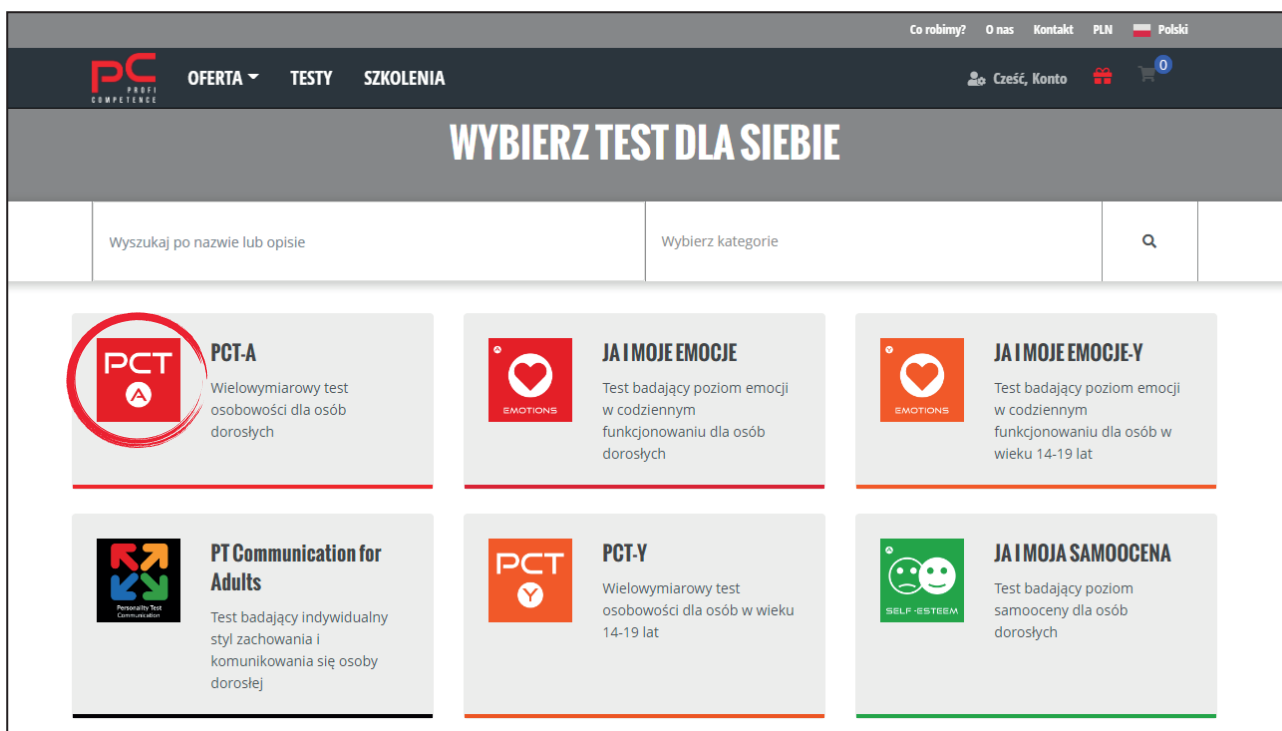 Co robimy? O nas Kontakt PLN Polski
PC
PROFI
COMPETENCE
OFERTA TESTY SZKOLENIA
Cześć, Konto 0
WYBIERZ TEST DLA SIEBIE
Wyszukaj po nazwie lub opisie
Wybierz kategorie
PCT
A
PCT-A
Wielowymiarowy test
osobowości dla osób
dorosłych
A
EMOTIONS
JA I MOJE EMOCJE
Test badający poziom emocji
w codziennym
funkcjonowaniu dla osób
dorosłych
Y
EMOTIONS
JA I MOJE EMOCJE-Y
Test badający poziom emocji
w codziennym
funkcjonowaniu dla osób w
wieku 14-19 lat
Personality Test
Communication
PT Communication for
Adults
Test badający indywidualny
styl zachowania i
komunikowania się osoby
dorosłej
PCT
Y
PCT-Y
Wielowymiarowy test
osobowości dla osób w wieku
14-19 lat
A
SELF-ESTEEM
JA I MOJA SAMOOCENA
Test badający poziom
samooceny dla osób
dorosłych